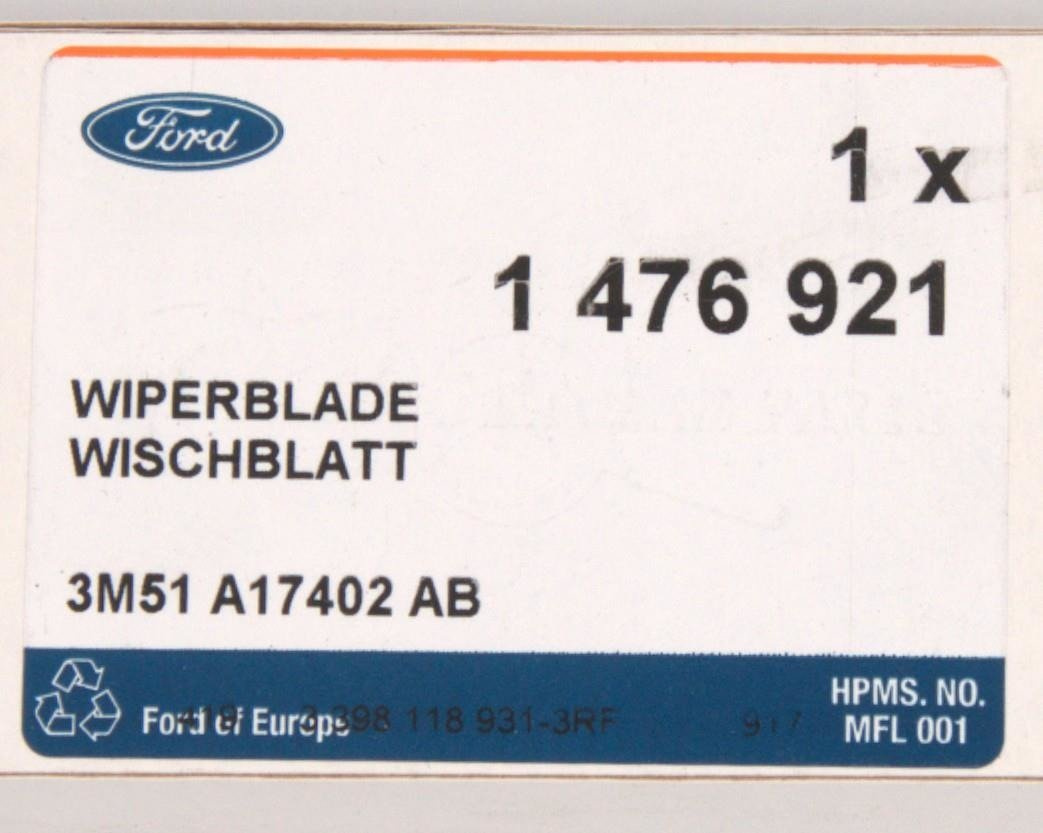 Ford
1 x
1 476 921
WIPERBLADE
WISCHBLATT
3M51 A17402 AB
HPMS. NO.
Ford of Europe
398 118 931-3RF
MFL 001